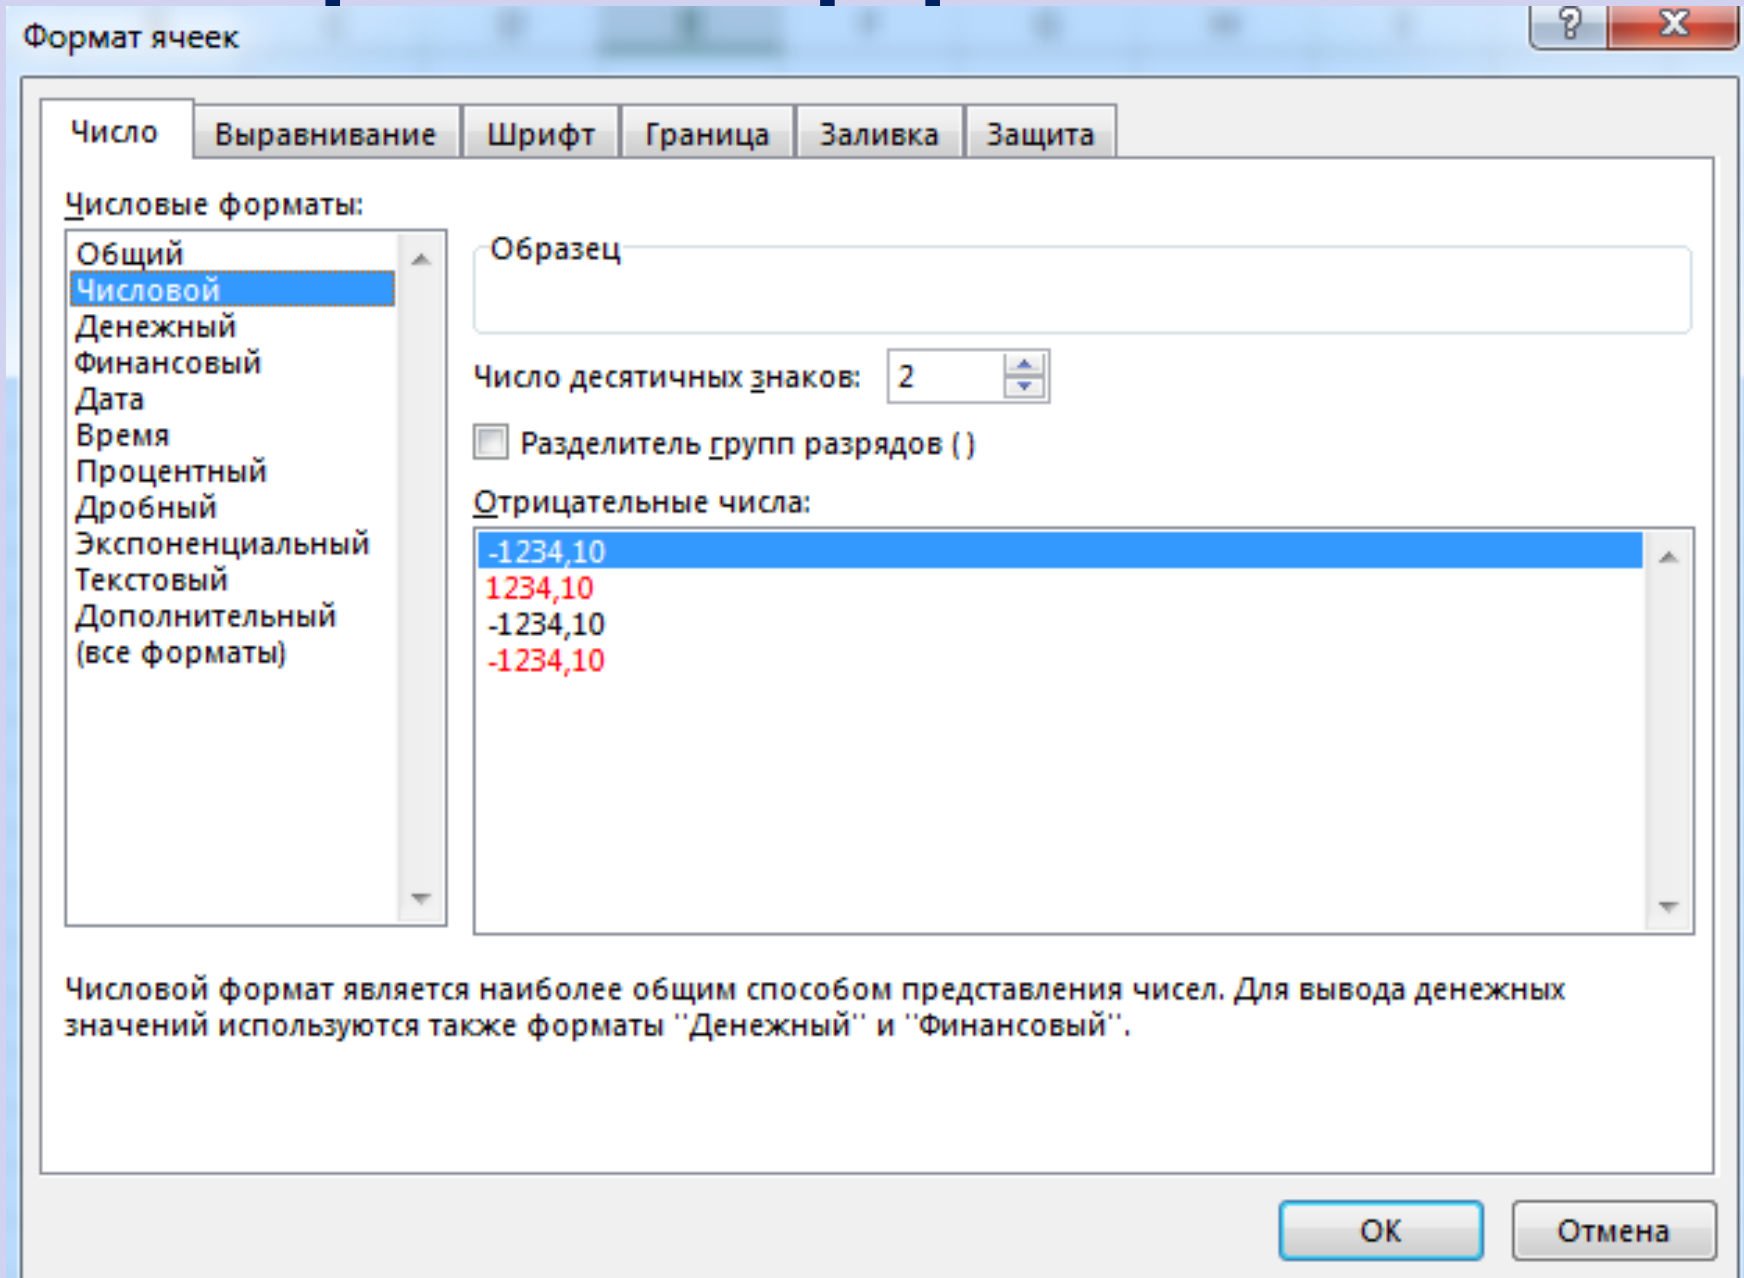 Формат ячеек
Число Выравнивание Шрифт Граница Заливка Защита
Числовые форматы:
Общий
Числовой
Денежный
Финансовый
Дата
Время
Процентный
Дробный
Экспоненциальный
Текстовый
Дополнительный
(все форматы)
Образец
Число десятичных знаков: 2
Разделитель групп разрядов ( )
Отрицательные числа:
-1234,10
1234,10
-1234,10
-1234,10
Числовой формат является наиболее общим способом представления чисел. Для вывода денежных
значений используются также форматы "Денежный" и "Финансовый".
ОК Отмена